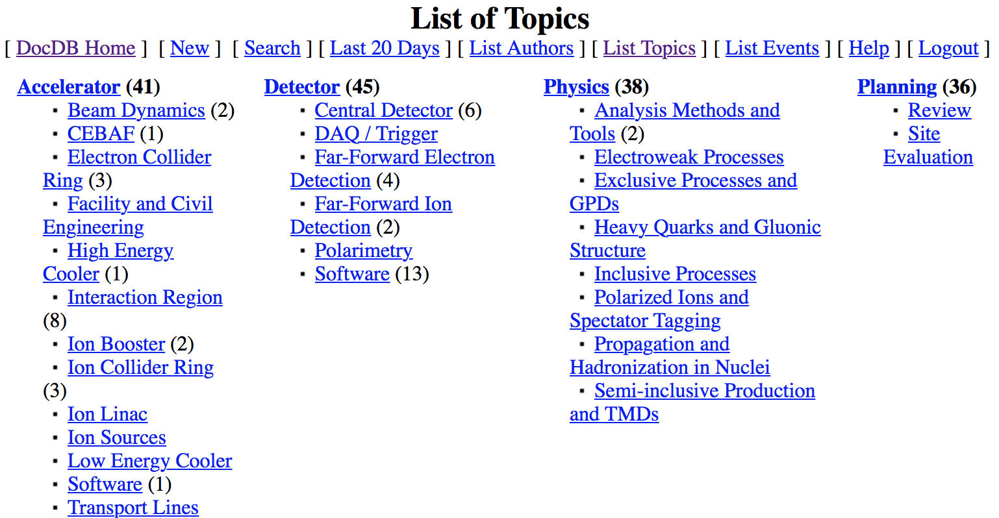 List of Topics
[ DocDB Home ] [ New ] [ Search ] [ Last 20 Days ] [ List Authors ] [ List Topics ] [ List Events ] [ Help ] [ Logout ]
Accelerator (41)
▪ Beam Dynamics (2)
▪ CEBAF (1)
▪ Electron Collider
Ring (3)
▪ Facility and Civil
Engineering
▪ High Energy
Cooler (1)
▪ Interaction Region
(8)
▪ Ion Booster (2)
▪ Ion Collider Ring
(3)
▪ Ion Linac
▪ Ion Sources
▪ Low Energy Cooler
▪ Software (1)
▪ Transport Lines
Detector (45)
▪ Central Detector (6)
▪ DAQ / Trigger
▪ Far-Forward Electron
Detection (4)
▪ Far-Forward Ion
Detection (2)
▪ Polarimetry
▪ Software (13)
Physics (38)
▪ Analysis Methods and
Tools (2)
▪ Electroweak Processes
▪ Exclusive Processes and
GPDs
▪ Heavy Quarks and Gluonic
Structure
▪ Inclusive Processes
▪ Polarized Ions and
Spectator Tagging
▪ Propagation and
Hadronization in Nuclei
▪ Semi-inclusive Production
and TMDs
Planning (36)
▪ Review
▪ Site
Evaluation